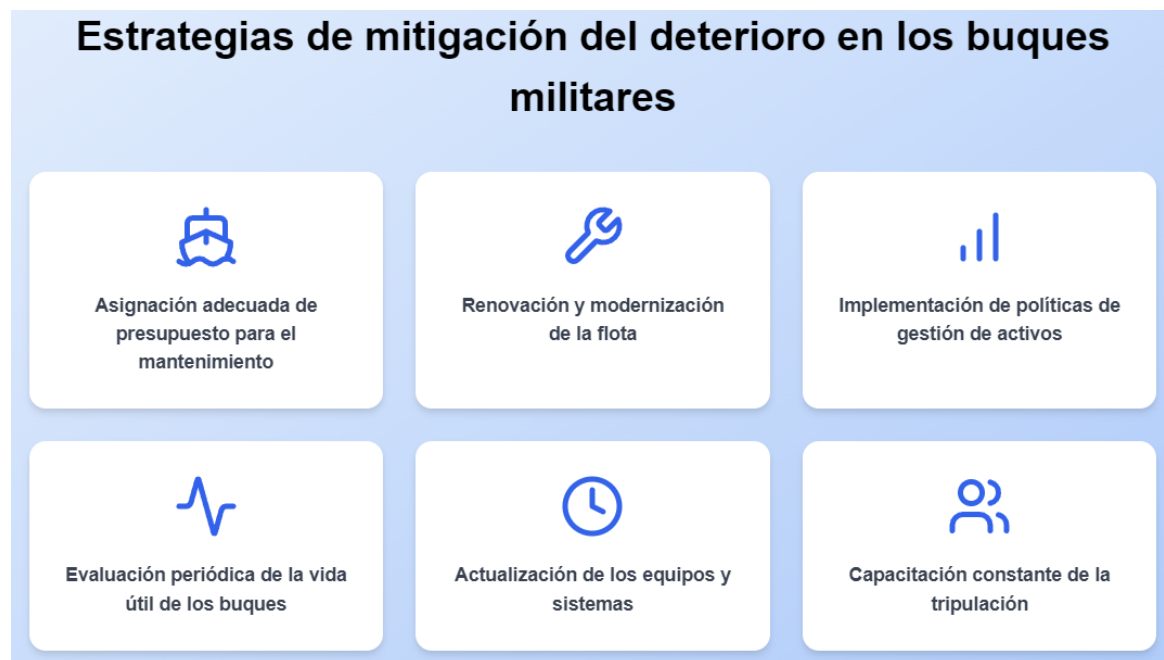 Estrategias de mitigación del deterioro en los buques
militares
Asignación adecuada de
presupuesto para el
mantenimiento
Renovación y modernización
de la flota
Implementación de políticas de
gestión de activos
Evaluación periódica de la vida
útil de los buques
Actualización de los equipos y
sistemas
Capacitación constante de la
tripulación